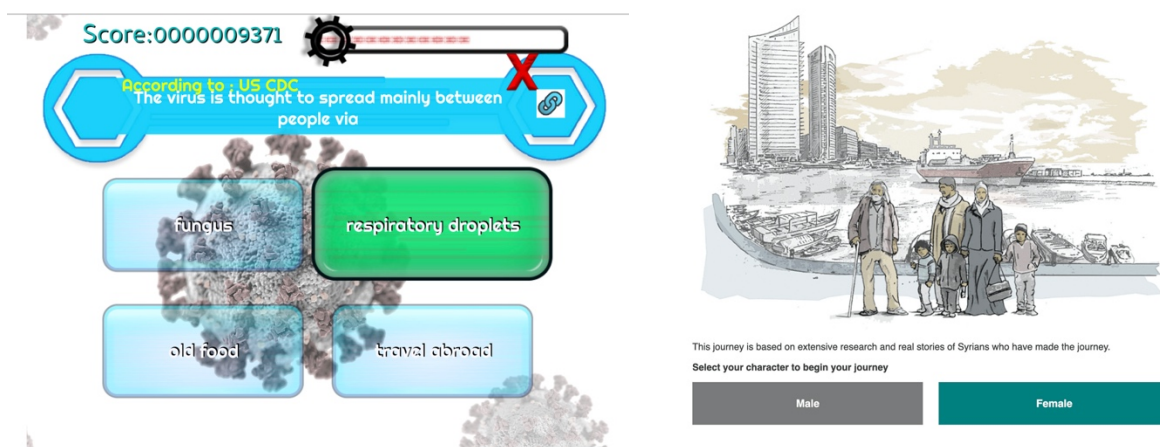 Score:0000009371
According to : US CDC
The virus is thought to spread mainly between
people via
X
fungus
respiratory droplets
old food
travel abroad
This journey is based on extensive research and real stories of Syrians who have made the journey.
Select your character to begin your journey
Male
Female